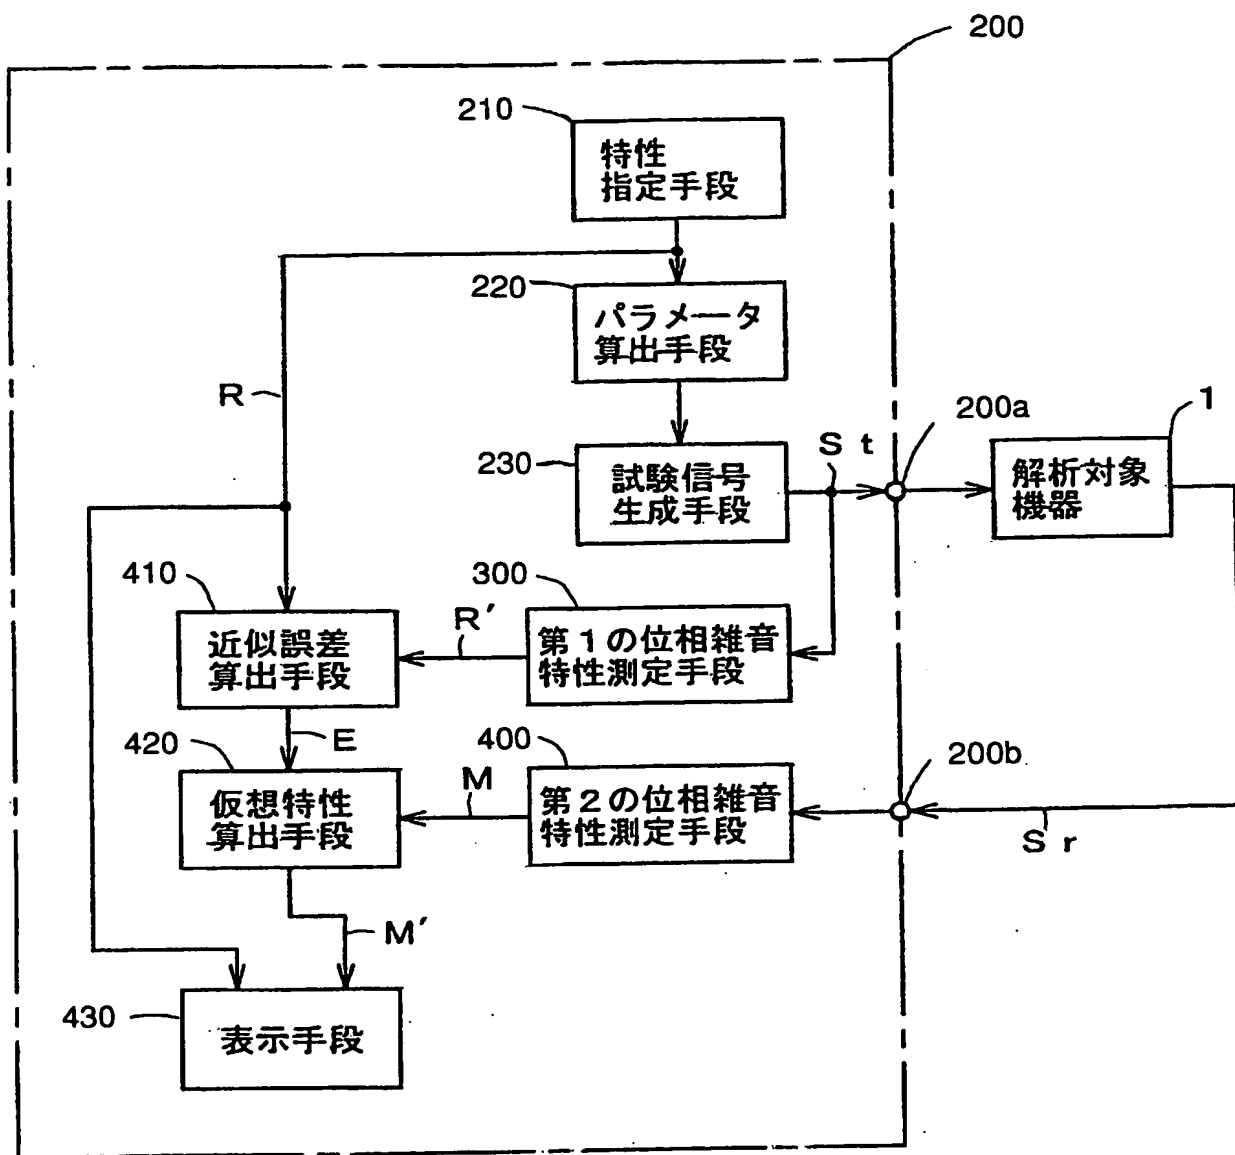 200
210
特性
指定手段
220
パラメータ
算出手段
R
200a
1
230
試験信号
生成手段
S t
解析対象
機器
410
近似誤差
算出手段
R′
300
第1の位相雑音
特性測定手段
E
420
仮想特性
算出手段
M
400
第2の位相雑音
特性測定手段
200b
S r
M′
430
表示手段